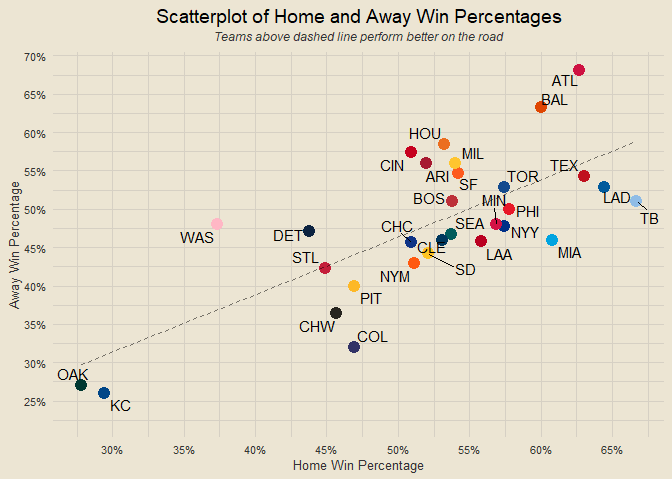 Scatterplot of Home and Away Win Percentages
Teams above dashed line perform better on the road
70%
65%
60%
55%
50%
45%
40%
35%
30%
25%
Away Win Percentage
ATL
BAL
HOU
MIL
CIN
ARI
SF
TEX
TOR
BOS
MIN
LAD
TB
PHI
WAS
DET
CHC
SEA
NYY
CLE
LAA
MIA
STL
SD
NYM
PIT
CHW
COL
OAK
KC
30%
35%
40%
45%
50%
55%
60%
65%
Home Win Percentage